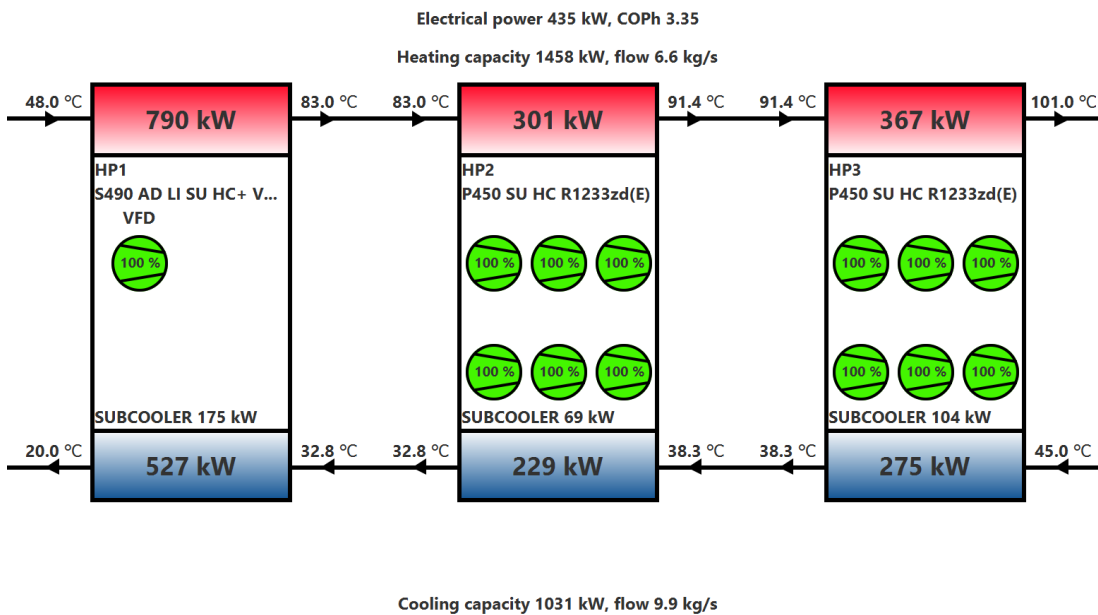 Electrical power 435 kW, COPh 3.35
Heating capacity 1458 kW, flow 6.6 kg/s
48.0 °C
790 kW
83.0 °C
83.0 °C
301 kW
91.4 °C
91.4 °C
367 kW
101.0 °C
HP1
S490 AD LI SU HC+ V...
VFD
100 %
SUBCOOLER 175 kW
HP2
P450 SU HC R1233zd(E)
100 % 100 % 100 %
100 % 100 % 100 %
SUBCOOLER 69 kW
HP3
P450 SU HC R1233zd(E)
100 % 100 % 100 %
100 % 100 % 100 %
SUBCOOLER 104 kW
20.0 °C
527 kW
32.8 °C
32.8 °C
229 kW
38.3 °C
38.3 °C
275 kW
45.0 °C
Cooling capacity 1031 kW, flow 9.9 kg/s